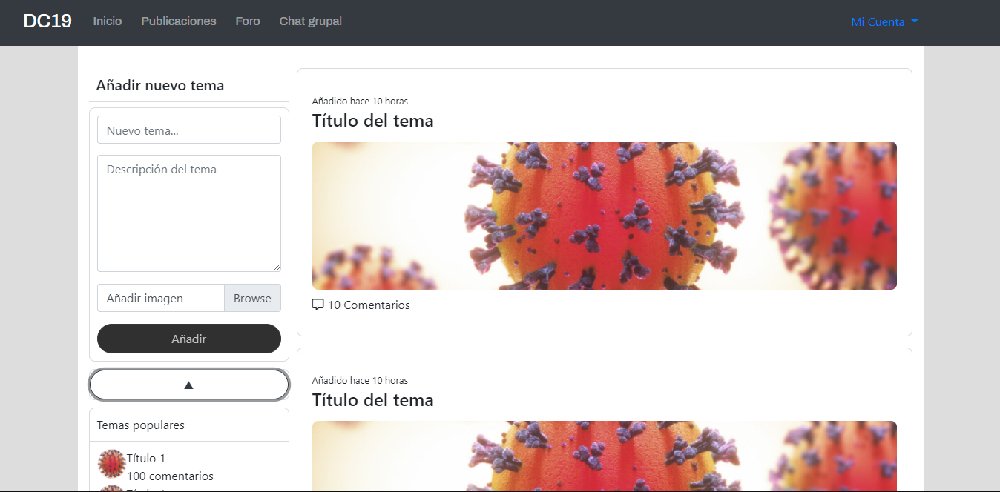 DC19 Inicio Publicaciones Foro Chat grupal Mi Cuenta
Añadir nuevo tema
Nuevo tema...
Descripción del tema
Añadir imagen Browse
Añadir
▲
Temas populares
Título 1
100 comentarios
Título 1
Añadido hace 10 horas
Título del tema
10 Comentarios
Añadido hace 10 horas
Título del tema